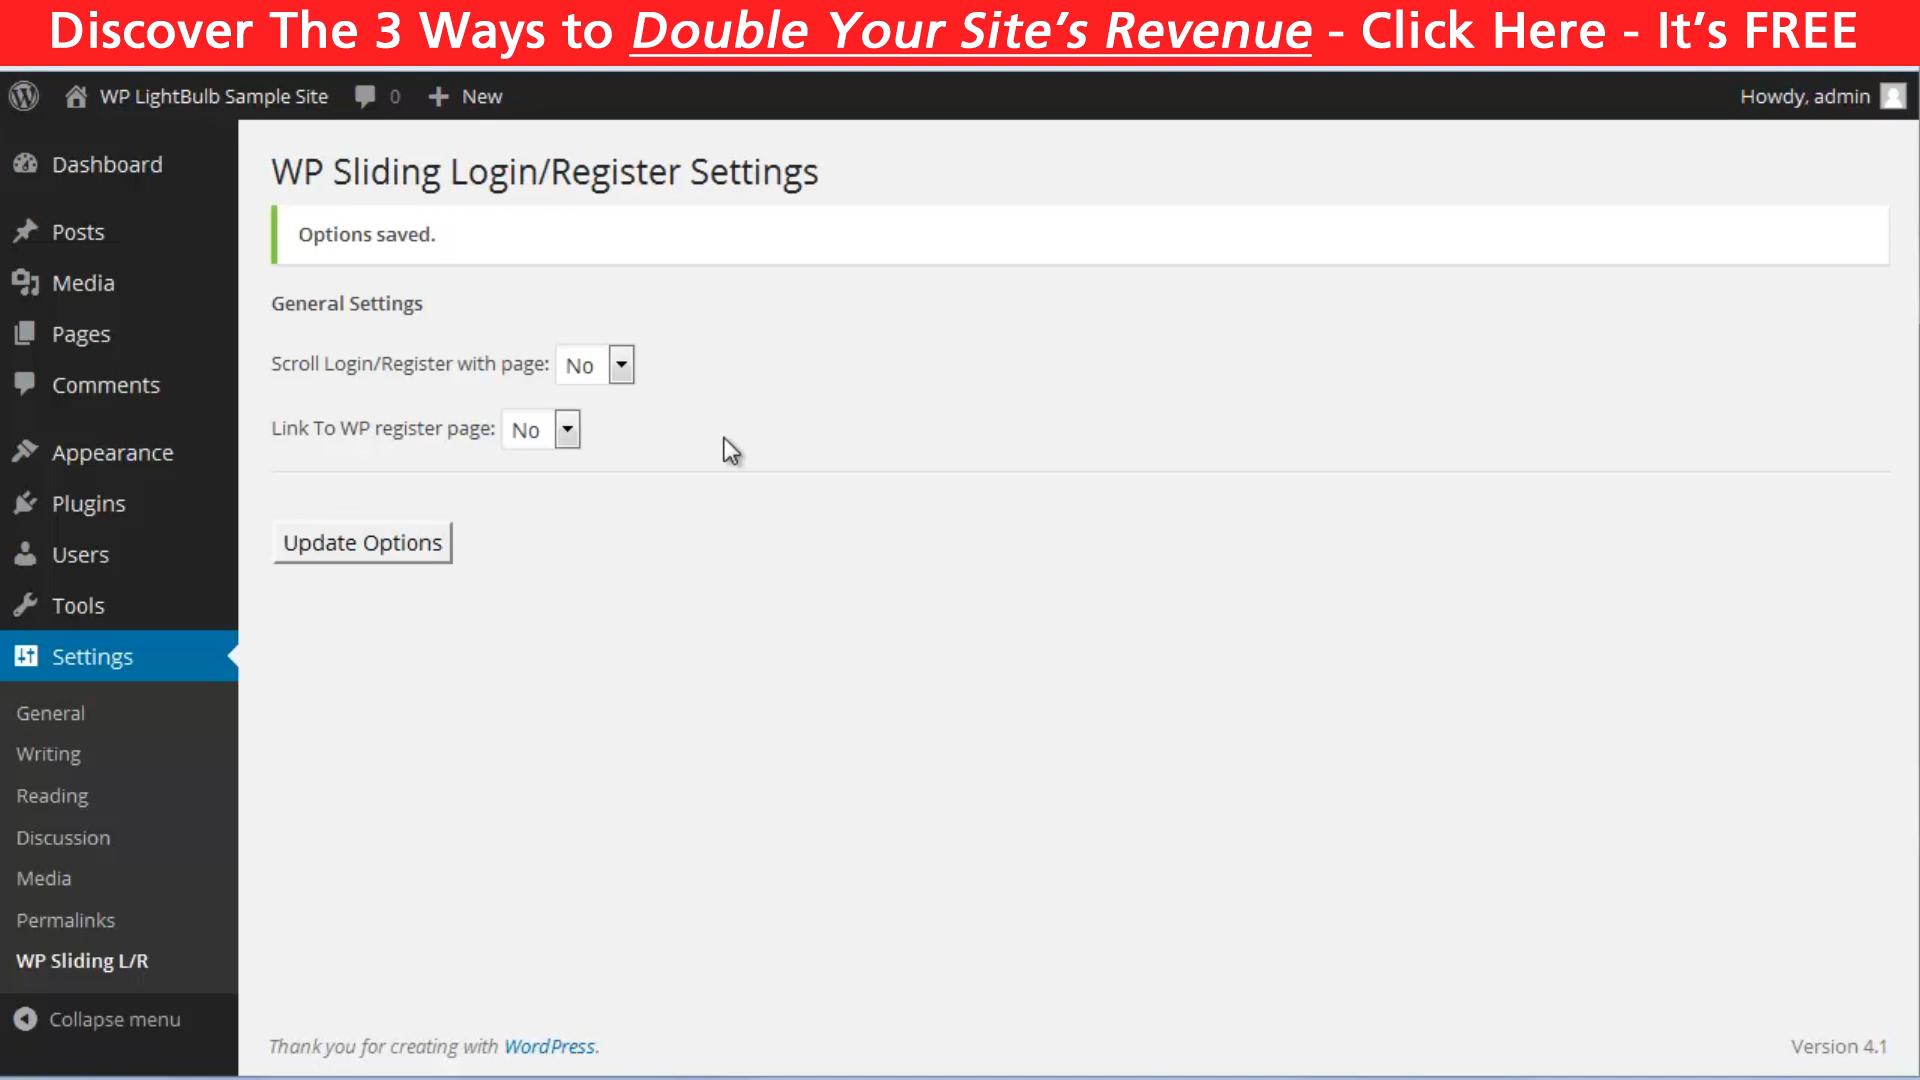 Discover The 3 Ways to Double Your Site's Revenue - Click Here - It's FREE
WP LightBulb Sample Site 0 New Howdy, admin
Dashboard
Posts
Media
Pages
Comments
Appearance
Plugins
Users
Tools
Settings
General
Writing
Reading
Discussion
Media
Permalinks
WP Sliding L/R
Collapse menu
WP Sliding Login/Register Settings
Options saved.
General Settings
Scroll Login/Register with page: No
Link To WP register page: No
Update Options
Thank you for creating with WordPress.
Version 4.1